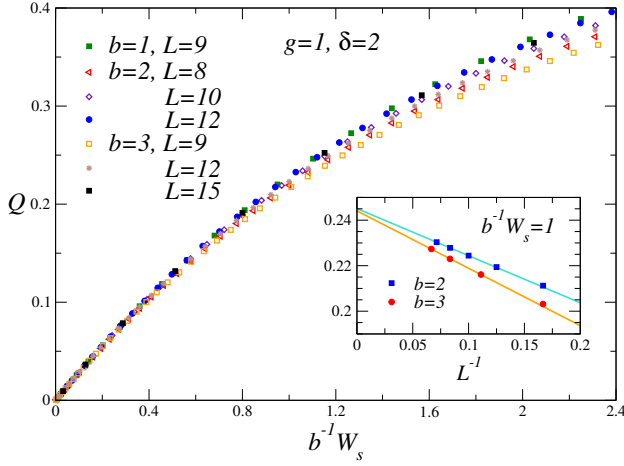 0.4
g=1, δ=2
b=1, L=9
b=2, L=8
L=10
L=12
b=3, L=9
L=12
L=15
0.3
Q
0.2
0.1
0
0.24
0.22
0.2
b⁻¹Wₛ=1
b=2
b=3
0 0.05 0.1 0.15 0.2
L⁻¹
0 0.4 0.8 1.2 1.6 2 2.4
b⁻¹Wₛ